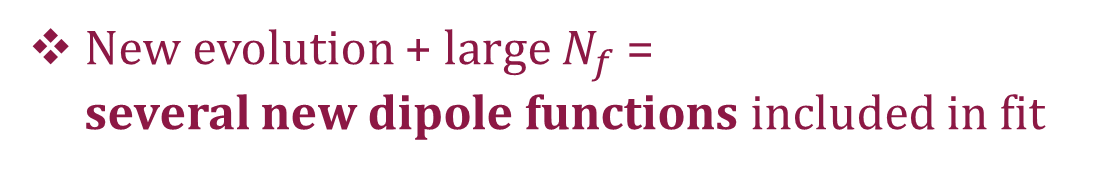 ❖ New evolution + large $N_f$ =
several new dipole functions included in fit